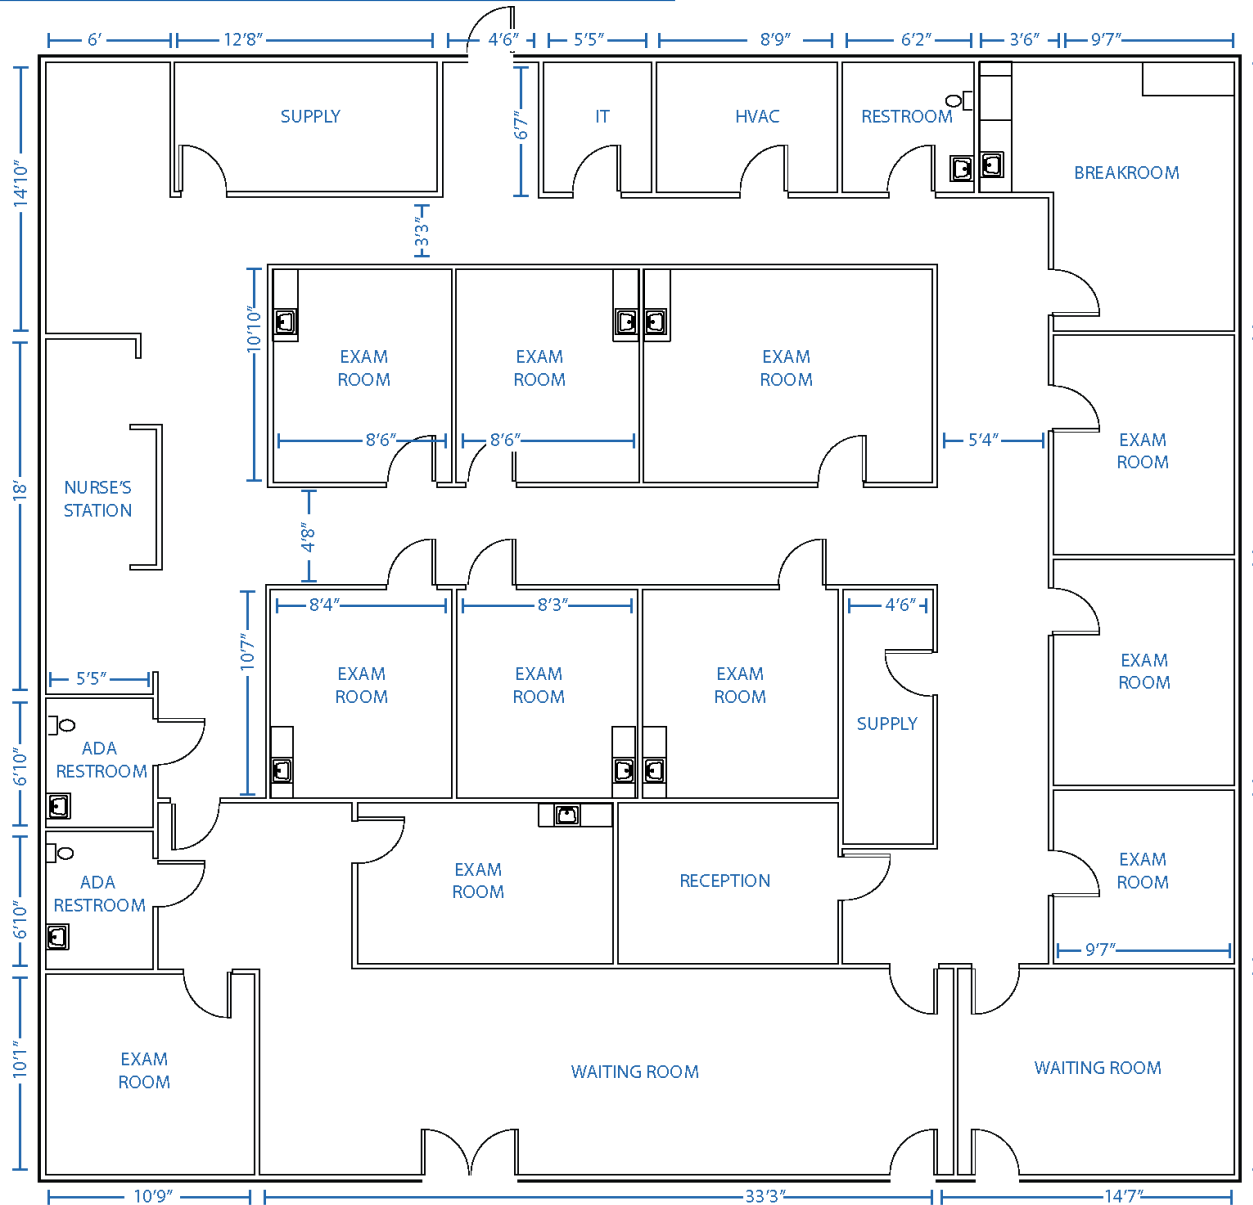 6’
12’8”
4’6”
5’5”
8’9”
6’2”
3’6”
9’7”
SUPPLY
6’7”
IT
HVAC
RESTROOM
BREAKROOM
14’10”
3’3”
10’10”
EXAM
ROOM
EXAM
ROOM
EXAM
ROOM
8’6”
8’6”
5’4”
EXAM
ROOM
18’
NURSE’S
STATION
4’8”
8’4”
8’3”
4’6”
10’7”
EXAM
ROOM
EXAM
ROOM
EXAM
ROOM
EXAM
ROOM
5’5”
SUPPLY
6’10”
ADA
RESTROOM
EXAM
ROOM
RECEPTION
EXAM
ROOM
6’10”
ADA
RESTROOM
9’7”
10’1”
EXAM
ROOM
WAITING ROOM
WAITING ROOM
10’9”
33’3”
14’7”